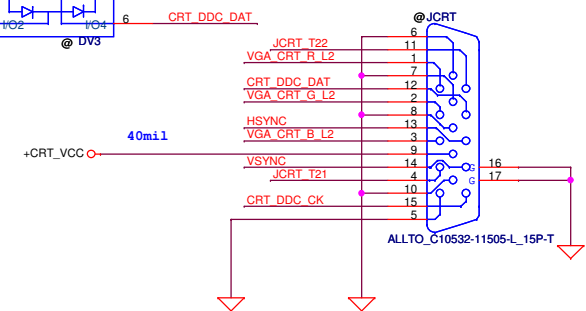 6 CRT_DDC_DAT
I/O2 I/O4
@ DV3
@JCRT
6
JCRT_T22 11
VGA_CRT_R_L2 1
7
CRT_DDC_DAT 12
VGA_CRT_G_L2 2
8
HSYNC 13
40mil VGA_CRT_B_L2 3
+CRT_VCC 9
VSYNC 14 G 16
JCRT_T21 4 G 17
10
CRT_DDC_CK 15
5
ALLTO_C10532-11505-L_15P-T